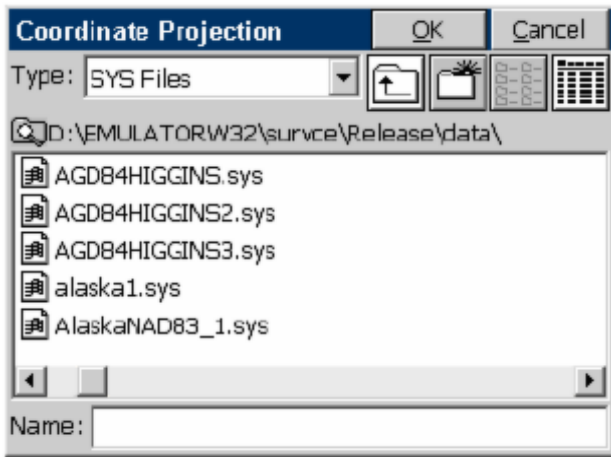 Coordinate Projection OK Cancel
Type: SYS Files
D:\EMULATORW32\survce\Release\data\
AGD84HIGGINS.sys
AGD84HIGGINS2.sys
AGD84HIGGINS3.sys
alaska1.sys
AlaskaNAD83_1.sys
Name: